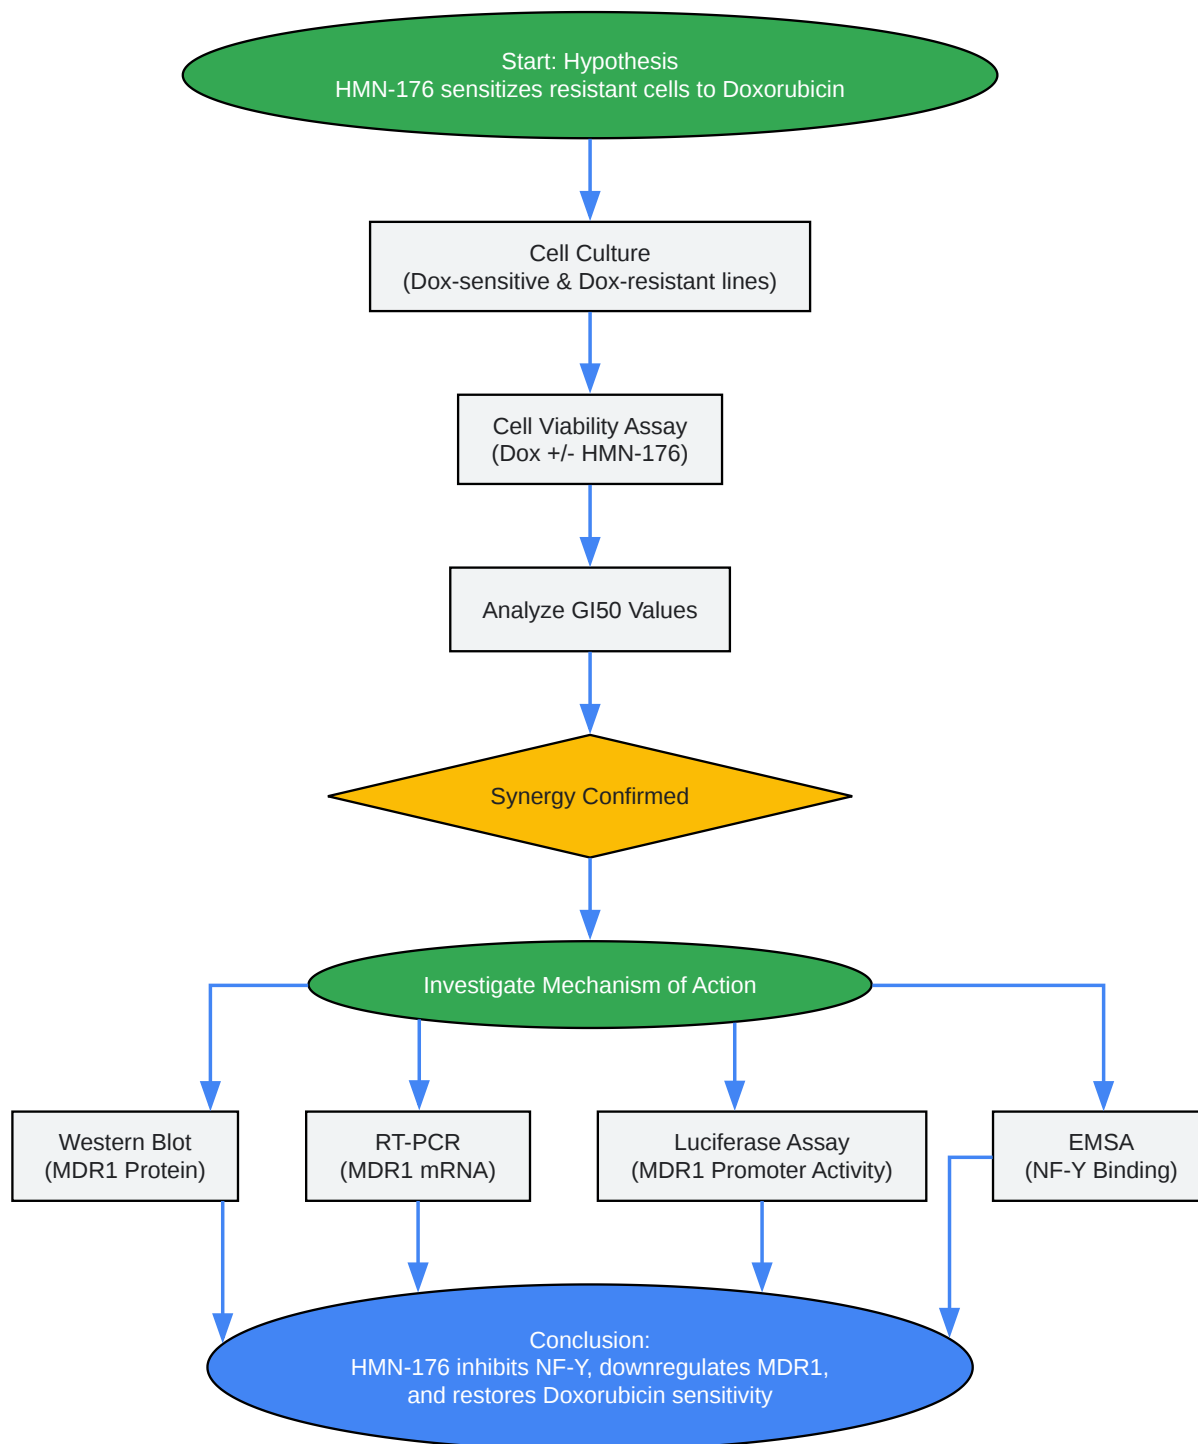 Start: Hypothesis
HMN-176 sensitizes resistant cells to Doxorubicin
Cell Culture
(Dox-sensitive & Dox-resistant lines)
Cell Viability Assay
(Dox +/- HMN-176)
Analyze GI50 Values
Synergy Confirmed
Investigate Mechanism of Action
Western Blot
(MDR1 Protein)
RT-PCR
(MDR1 mRNA)
Luciferase Assay
(MDR1 Promoter Activity)
EMSA
(NF-Y Binding)
Conclusion:
HMN-176 inhibits NF-Y, downregulates MDR1,
and restores Doxorubicin sensitivity